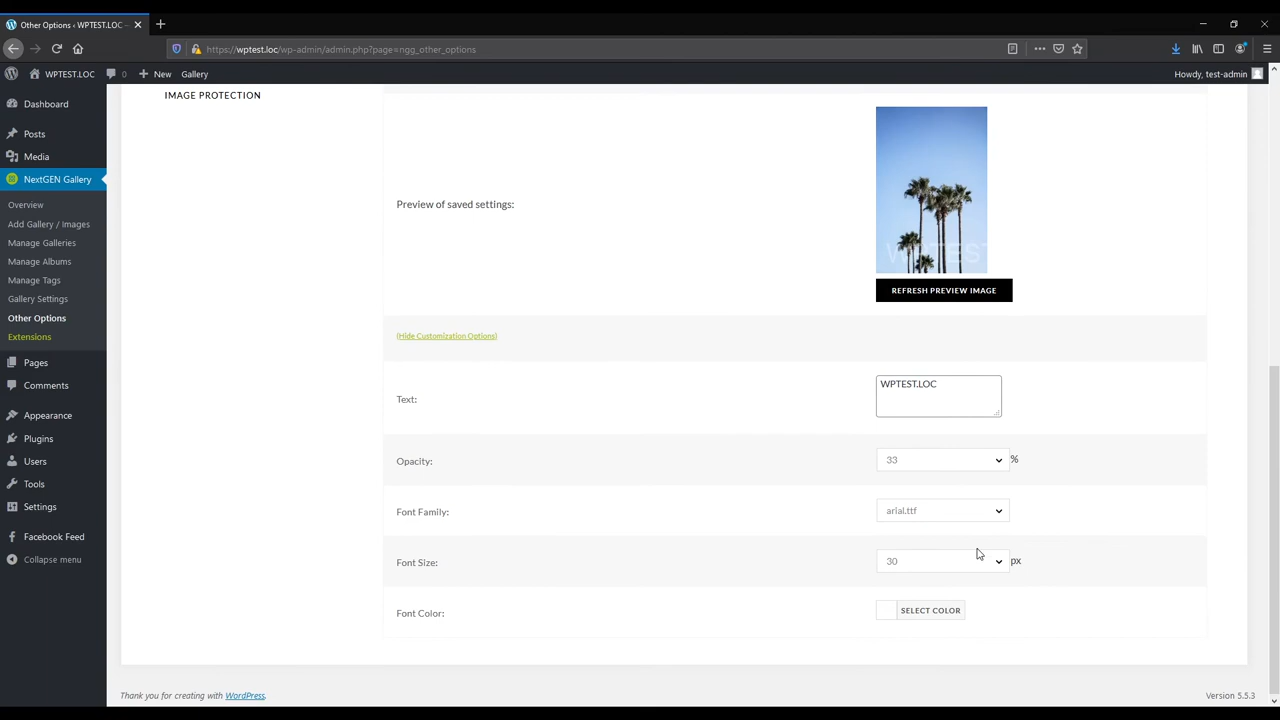 Other Options ‹ WPTEST.LOC —
https://wptest.loc/wp-admin/admin.php?page=ngg_other_options
WPTEST.LOC
0
New
Gallery
Howdy, test-admin
Dashboard
Posts
Media
NextGEN Gallery
Overview
Add Gallery / Images
Manage Galleries
Manage Albums
Manage Tags
Gallery Settings
Other Options
Extensions
Pages
Comments
Appearance
Plugins
Users
Tools
Settings
Facebook Feed
Collapse menu
IMAGE PROTECTION
Preview of saved settings:
WPTEST
REFRESH PREVIEW IMAGE
(Hide Customization Options)
Text:
WPTEST.LOC
Opacity:
33
%
Font Family:
arial.ttf
Font Size:
30
px
Font Color:
SELECT COLOR
Thank you for creating with WordPress.
Version 5.5.3